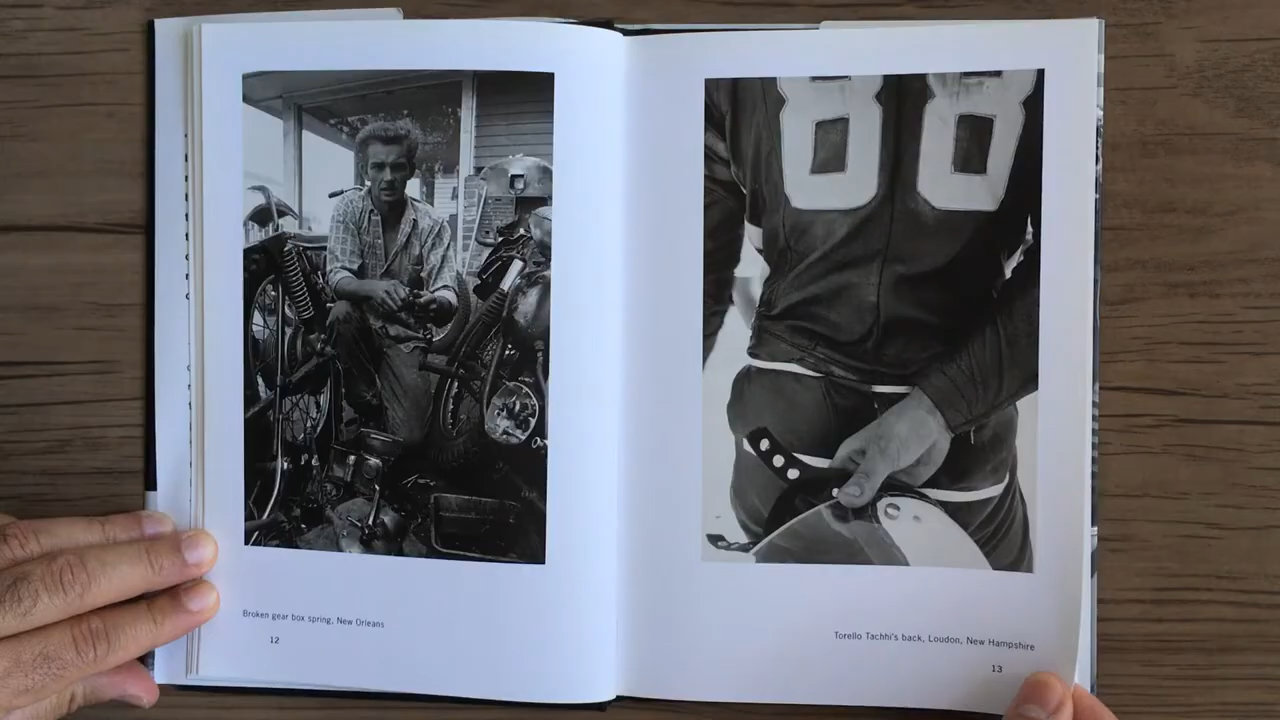 88
Broken gear box spring, New Orleans
12
Torello Tachhi's back, Loudon, New Hampshire
13